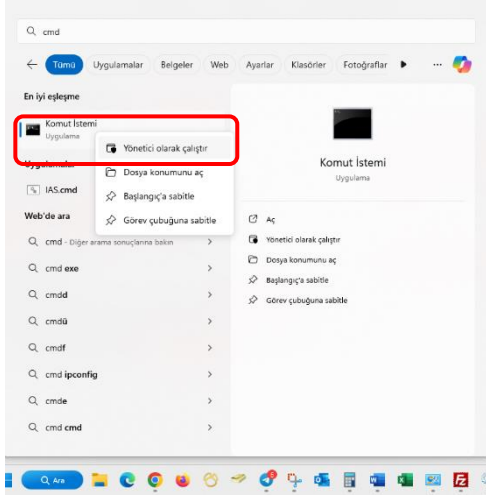 cmd
Tümü Uygulamalar Belgeler Web Ayarlar Klasörler Fotoğraflar
En iyi eşleşme
Komut İstemi
Uygulama
Yönetici olarak çalıştır
Dosya konumunu aç
Başlangıç'a sabitle
Görev çubuğuna sabitle
IAS.cmd
Web'de ara
cmd - Diğer arama sonuçlarına bakın
cmd exe
cmdd
cmdü
cmdf
cmd ipconfig
cmde
cmd cmd
Komut İstemi
Uygulama
Aç
Yönetici olarak çalıştır
Dosya konumunu aç
Başlangıç'a sabitle
Görev çubuğuna sabitle
Ara